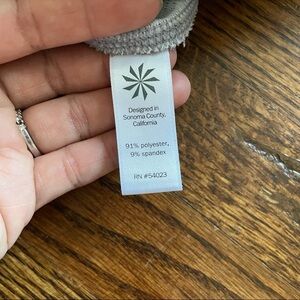 Designed in
Sonoma County,
California
91% polyester,
9% spandex
RN #54023